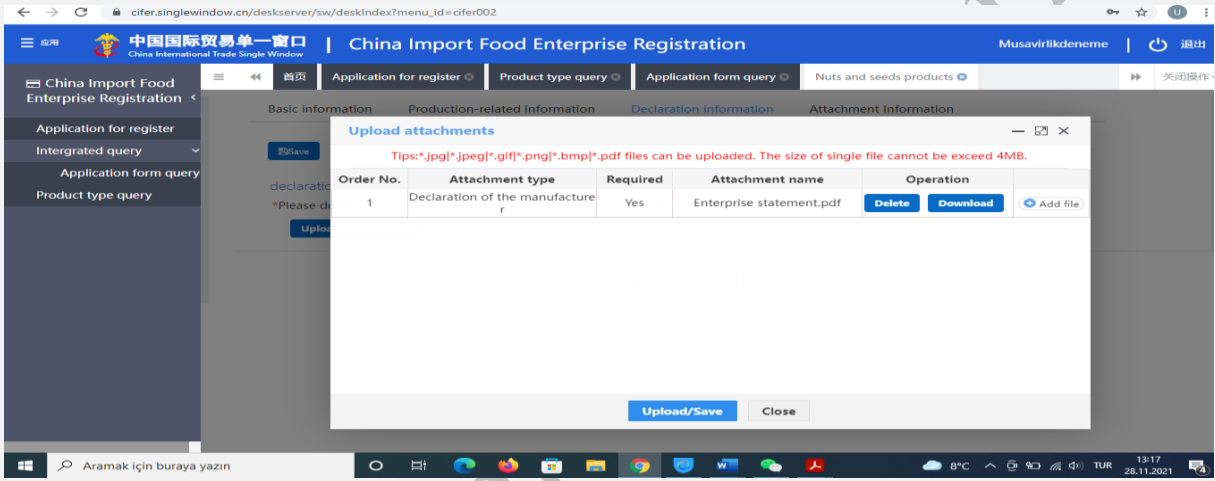 cifer.singlewindow.cn/deskserver/sw/deskIndex?menu_id=cifer002
U
应用
中国国际贸易单一窗口
China International Trade Single Window
| China Import Food Enterprise Registration
Musavirlikdeneme | 退出
China Import Food
Enterprise Registration
首页
Application for register
Product type query
Application form query
Nuts and seeds products
关闭操作
Basic information
Production-related information
Declaration information
Attachment Information
Application for register
Intergrated query
Application form query
Product type query
Save
declaratic
*Please de
Uploa
Upload attachments
Tips:*.jpg|*.jpeg|*.gif|*.png|*.bmp|*.pdf files can be uploaded. The size of single file cannot be exceed 4MB.
Order No. Attachment type Required Attachment name Operation
1 Declaration of the manufacture
r Yes Enterprise statement.pdf Delete Download Add file
Upload/Save Close
Aramak için buraya yazın
8°C
TUR
13:17
28.11.2021
4